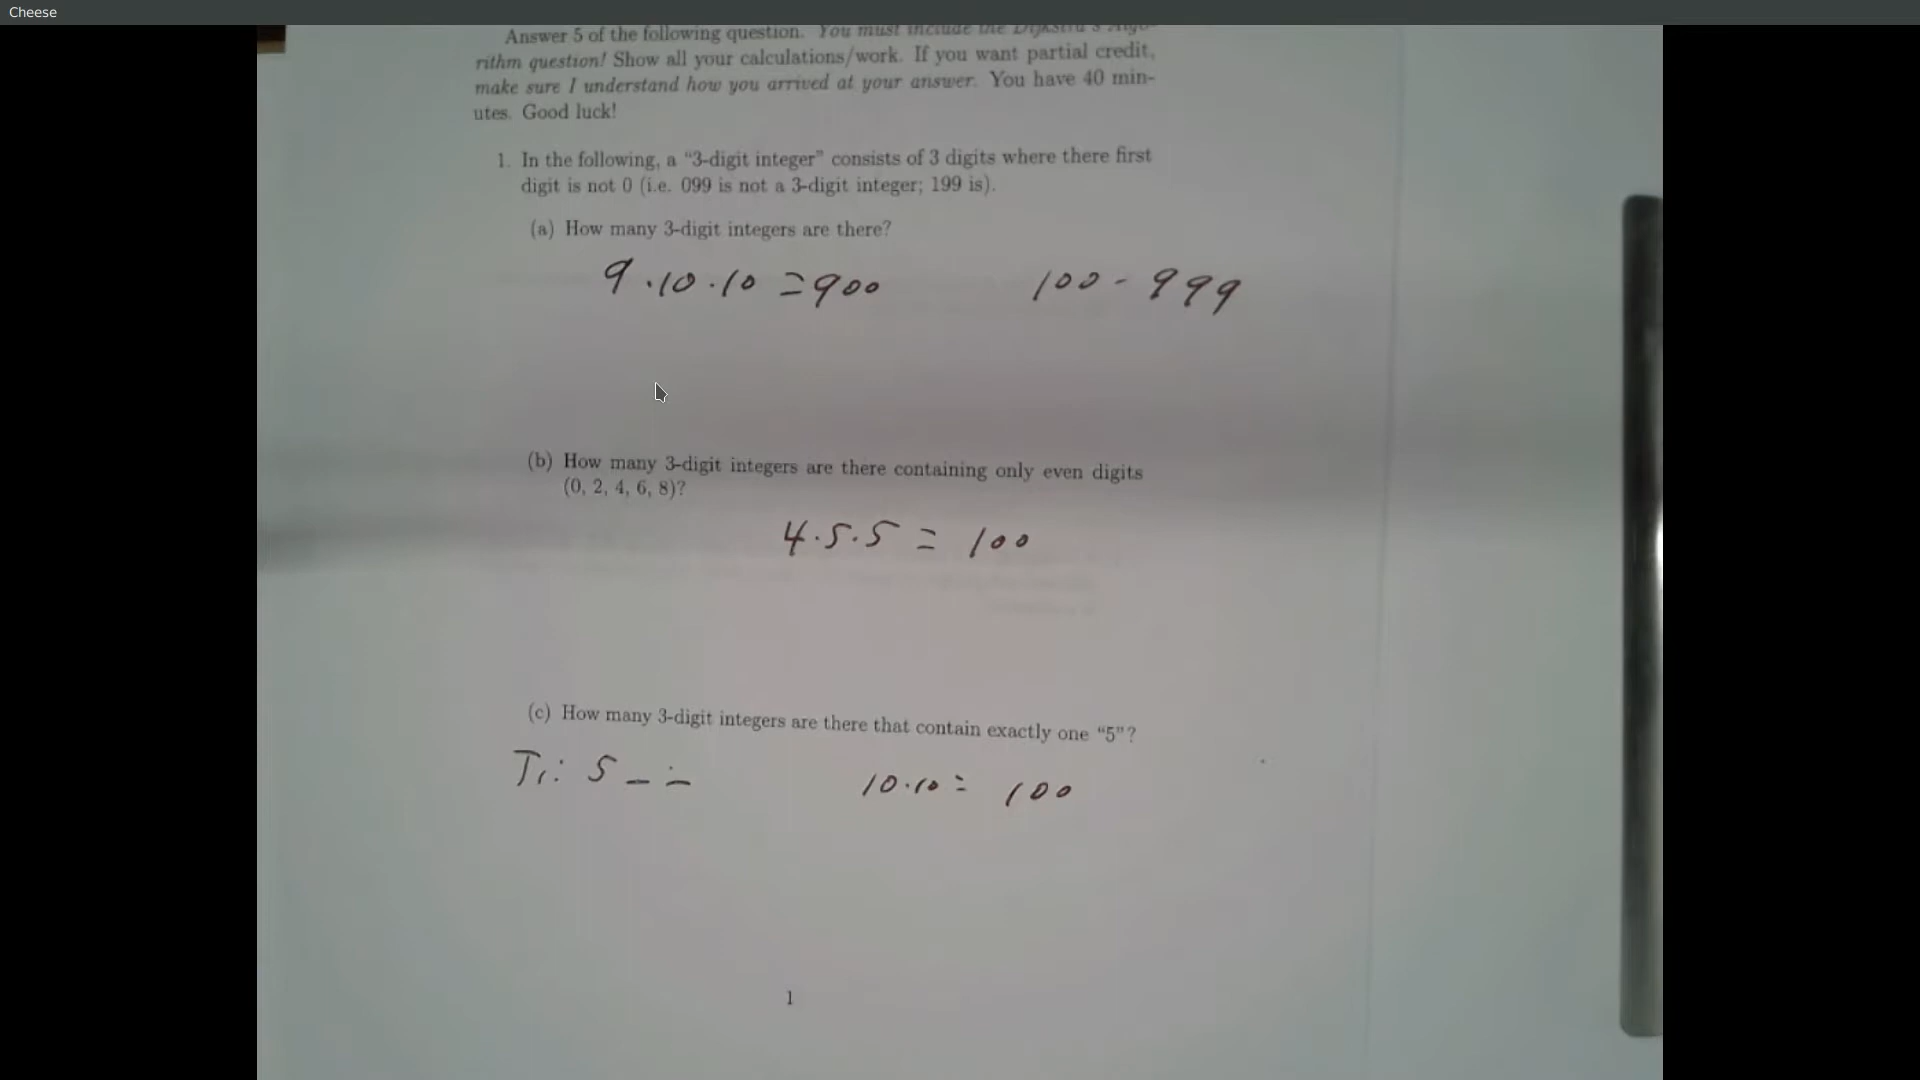 Cheese
Answer 5 of the following question. You must include the Dijkstra's Algo-
rithm question! Show all your calculations/work. If you want partial credit,
make sure I understand how you arrived at your answer. You have 40 min-
utes. Good luck!
1. In the following, a “3-digit integer” consists of 3 digits where there first
digit is not 0 (i.e. 099 is not a 3-digit integer; 199 is).
(a) How many 3-digit integers are there?
9·10·10=900 100-999
(b) How many 3-digit integers are there containing only even digits
(0, 2, 4, 6, 8)?
4·5·5=100
(c) How many 3-digit integers are there that contain exactly one “5”?
T1: 5 _ _ 10·10= 100
1